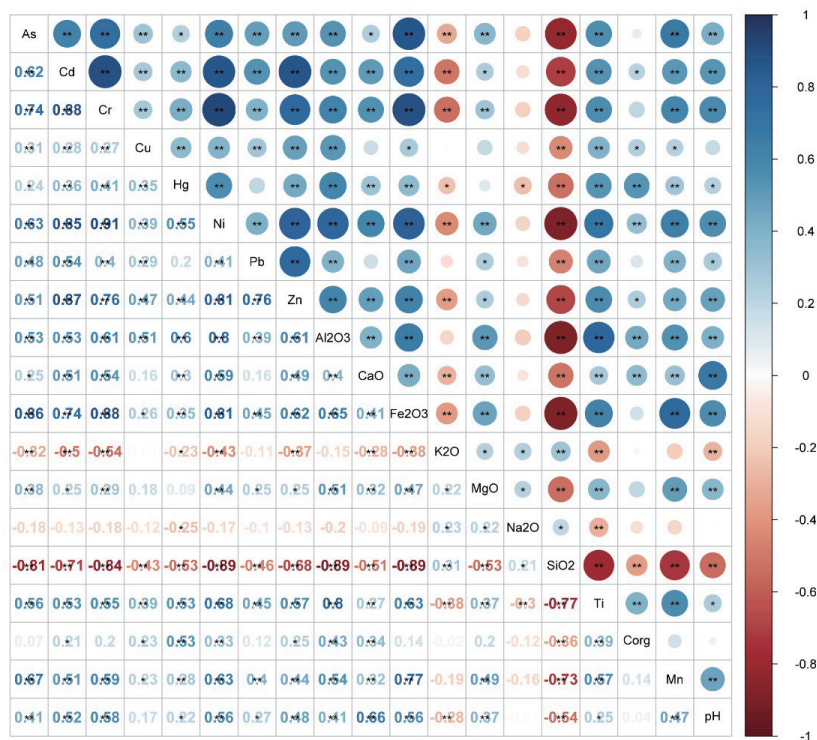 As 1
0.62 Cd 0.8
0.74 0.88 Cr
0.31 0.28 0.27 Cu 0.6
0.24 0.36 0.41 0.35 Hg
0.63 0.85 0.91 0.39 0.55 Ni 0.4
0.48 0.54 0.4 0.29 0.2 0.41 Pb
0.51 0.87 0.76 0.47 0.44 0.81 0.76 Zn 0.2
0.53 0.53 0.61 0.51 0.6 0.8 0.39 0.61 Al2O3
0.25 0.51 0.54 0.16 0.3 0.59 0.16 0.49 0.4 CaO 0
0.86 0.74 0.88 0.26 0.35 0.81 0.45 0.62 0.65 0.41 Fe2O3
-0.32 -0.5 -0.54 -0.23 -0.43 -0.11 -0.37 -0.15 -0.28 -0.38 K2O -0.2
0.38 0.25 0.29 0.18 0.09 0.44 0.25 0.25 0.51 0.32 0.47 0.22 MgO
-0.18 -0.13 -0.18 -0.12 -0.25 -0.17 -0.1 -0.13 -0.2 -0.09 -0.19 0.23 0.22 Na2O -0.4
-0.81 -0.71 -0.84 -0.43 -0.53 -0.89 -0.46 -0.68 -0.89 -0.51 -0.89 0.31 -0.53 0.21 SiO2
0.56 0.53 0.55 0.39 0.53 0.68 0.45 0.57 0.8 0.27 0.63 -0.38 0.37 -0.3 -0.77 Ti -0.6
0.07 0.21 0.2 0.23 0.53 0.33 0.12 0.25 0.43 0.34 0.14 -0.02 0.2 -0.12 -0.36 0.39 Corg
0.67 0.51 0.59 0.23 0.28 0.63 0.4 0.44 0.54 0.32 0.77 -0.19 0.49 -0.16 -0.73 0.57 0.14 Mn -0.8
0.41 0.52 0.58 0.17 0.22 0.56 0.27 0.48 0.41 0.66 0.56 -0.28 0.37 -0.54 0.25 0.04 0.47 pH
-1